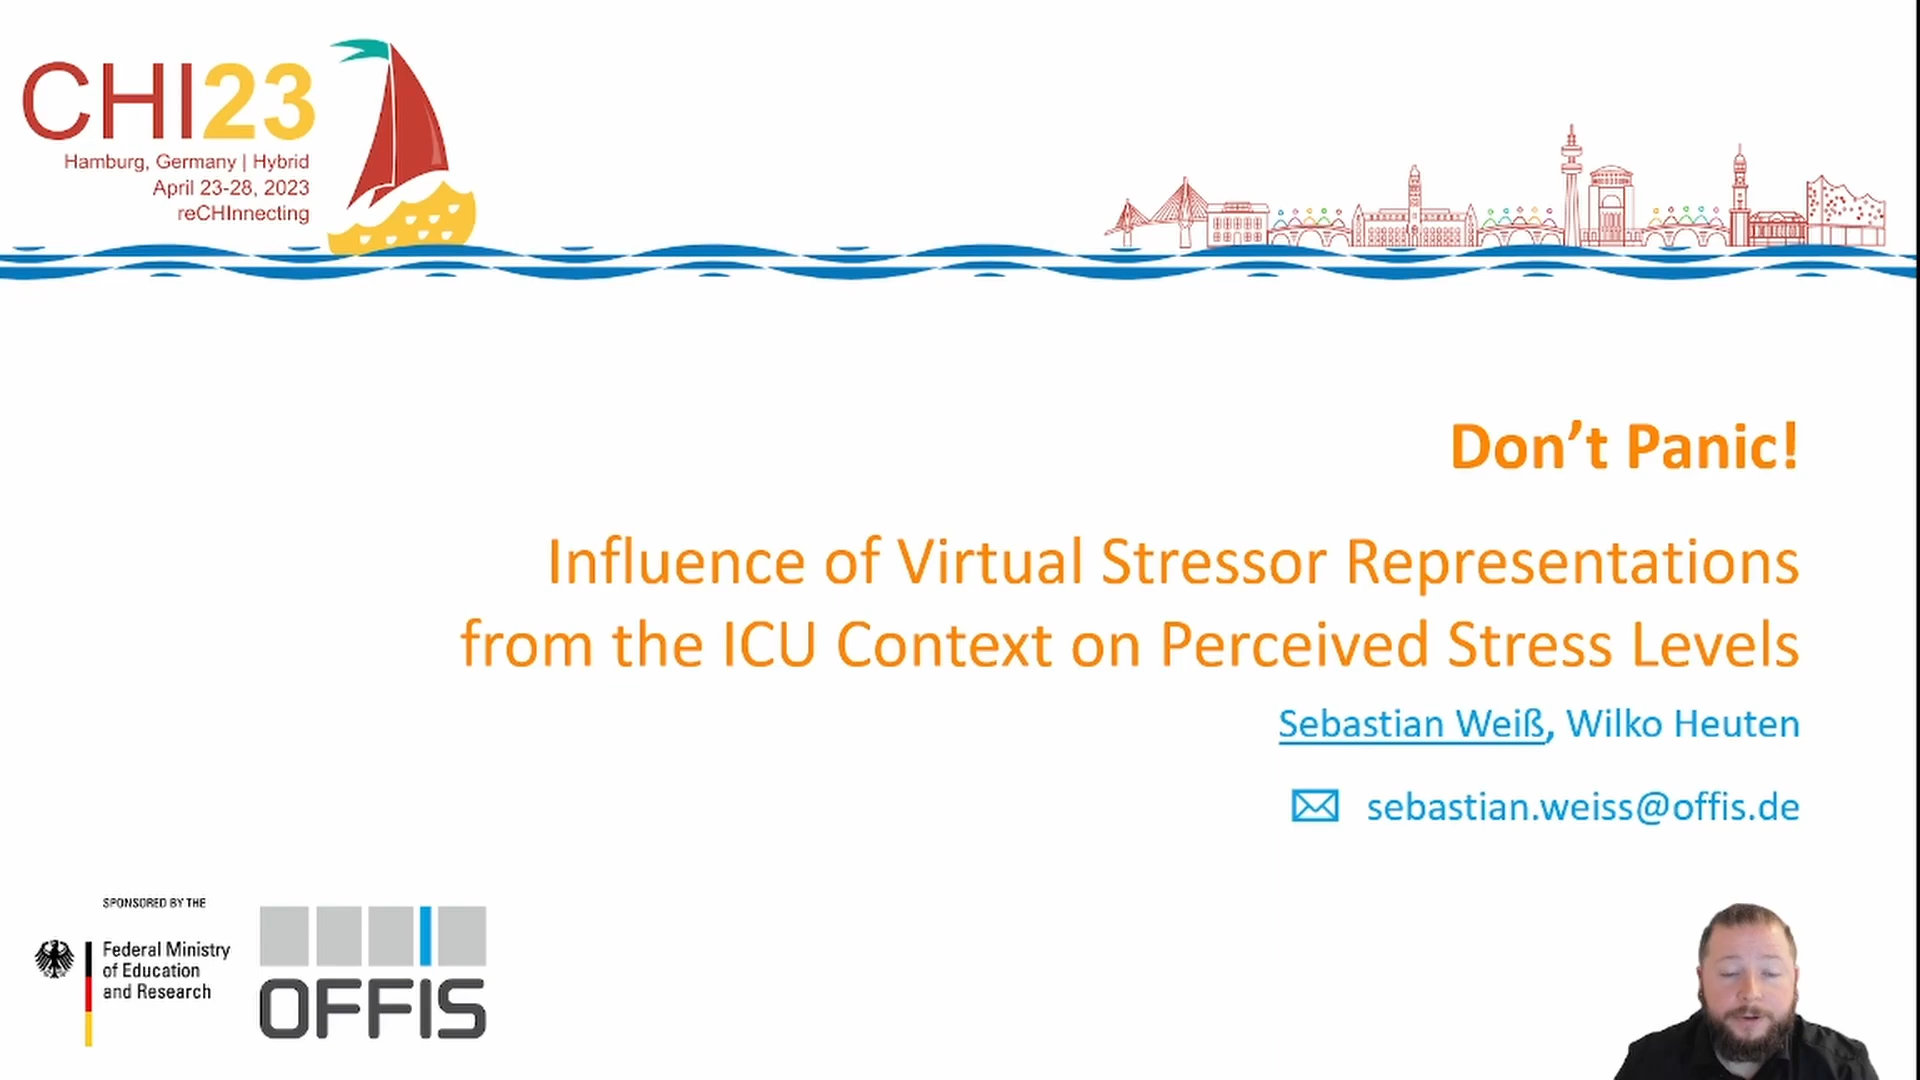 CHI23
Hamburg, Germany | Hybrid
April 23-28, 2023
reCHInnecting
Don’t Panic!
Influence of Virtual Stressor Representations
from the ICU Context on Perceived Stress Levels
Sebastian Weiß, Wilko Heuten
sebastian.weiss@offis.de
SPONSORED BY THE
Federal Ministry
of Education
and Research
OFFIS